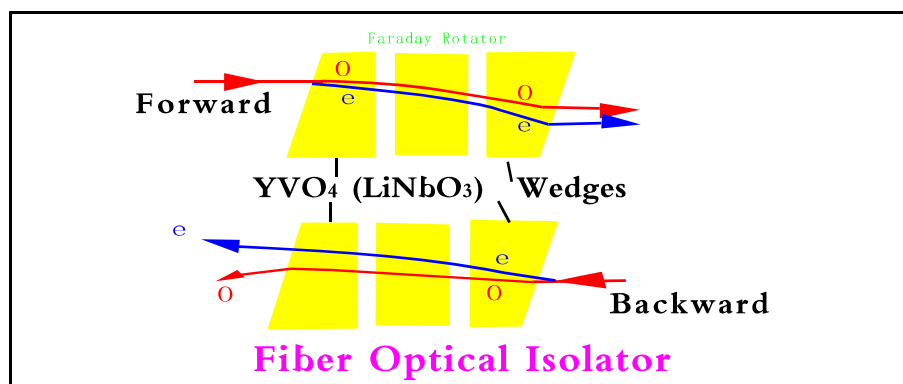 Faraday Rotator
O
O
e
e
Forward
YVO4 (LiNbO3) Wedges
e
e
O
O
Backward
Fiber Optical Isolator